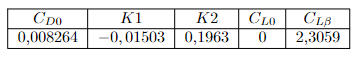 C_{D0} K1 K2 C_{L0} C_{Lβ}
0,008264 −0,01503 0,1963 0 2,3059